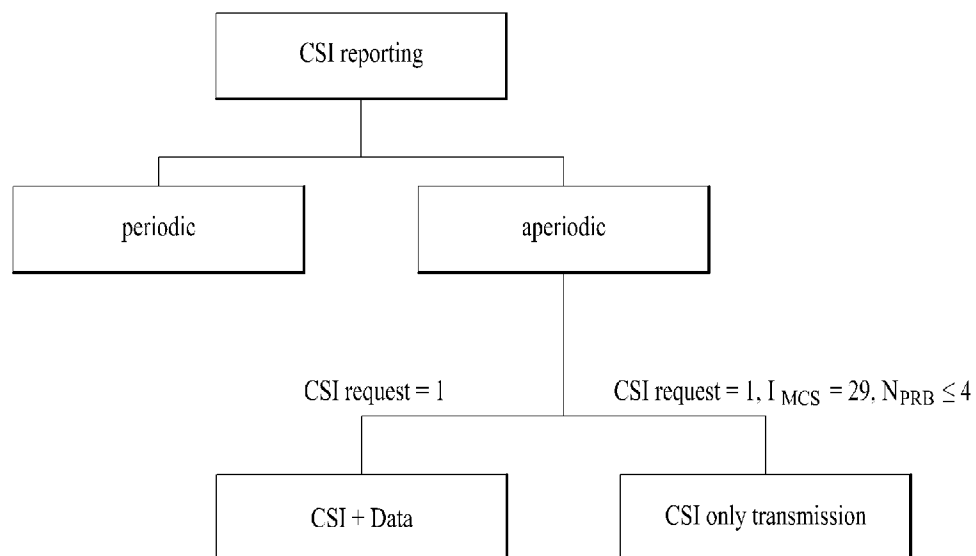 CSI reporting
periodic
aperiodic
CSI request = 1
CSI request = 1, I MCS = 29, NPRB ≤ 4
CSI + Data
CSI only transmission